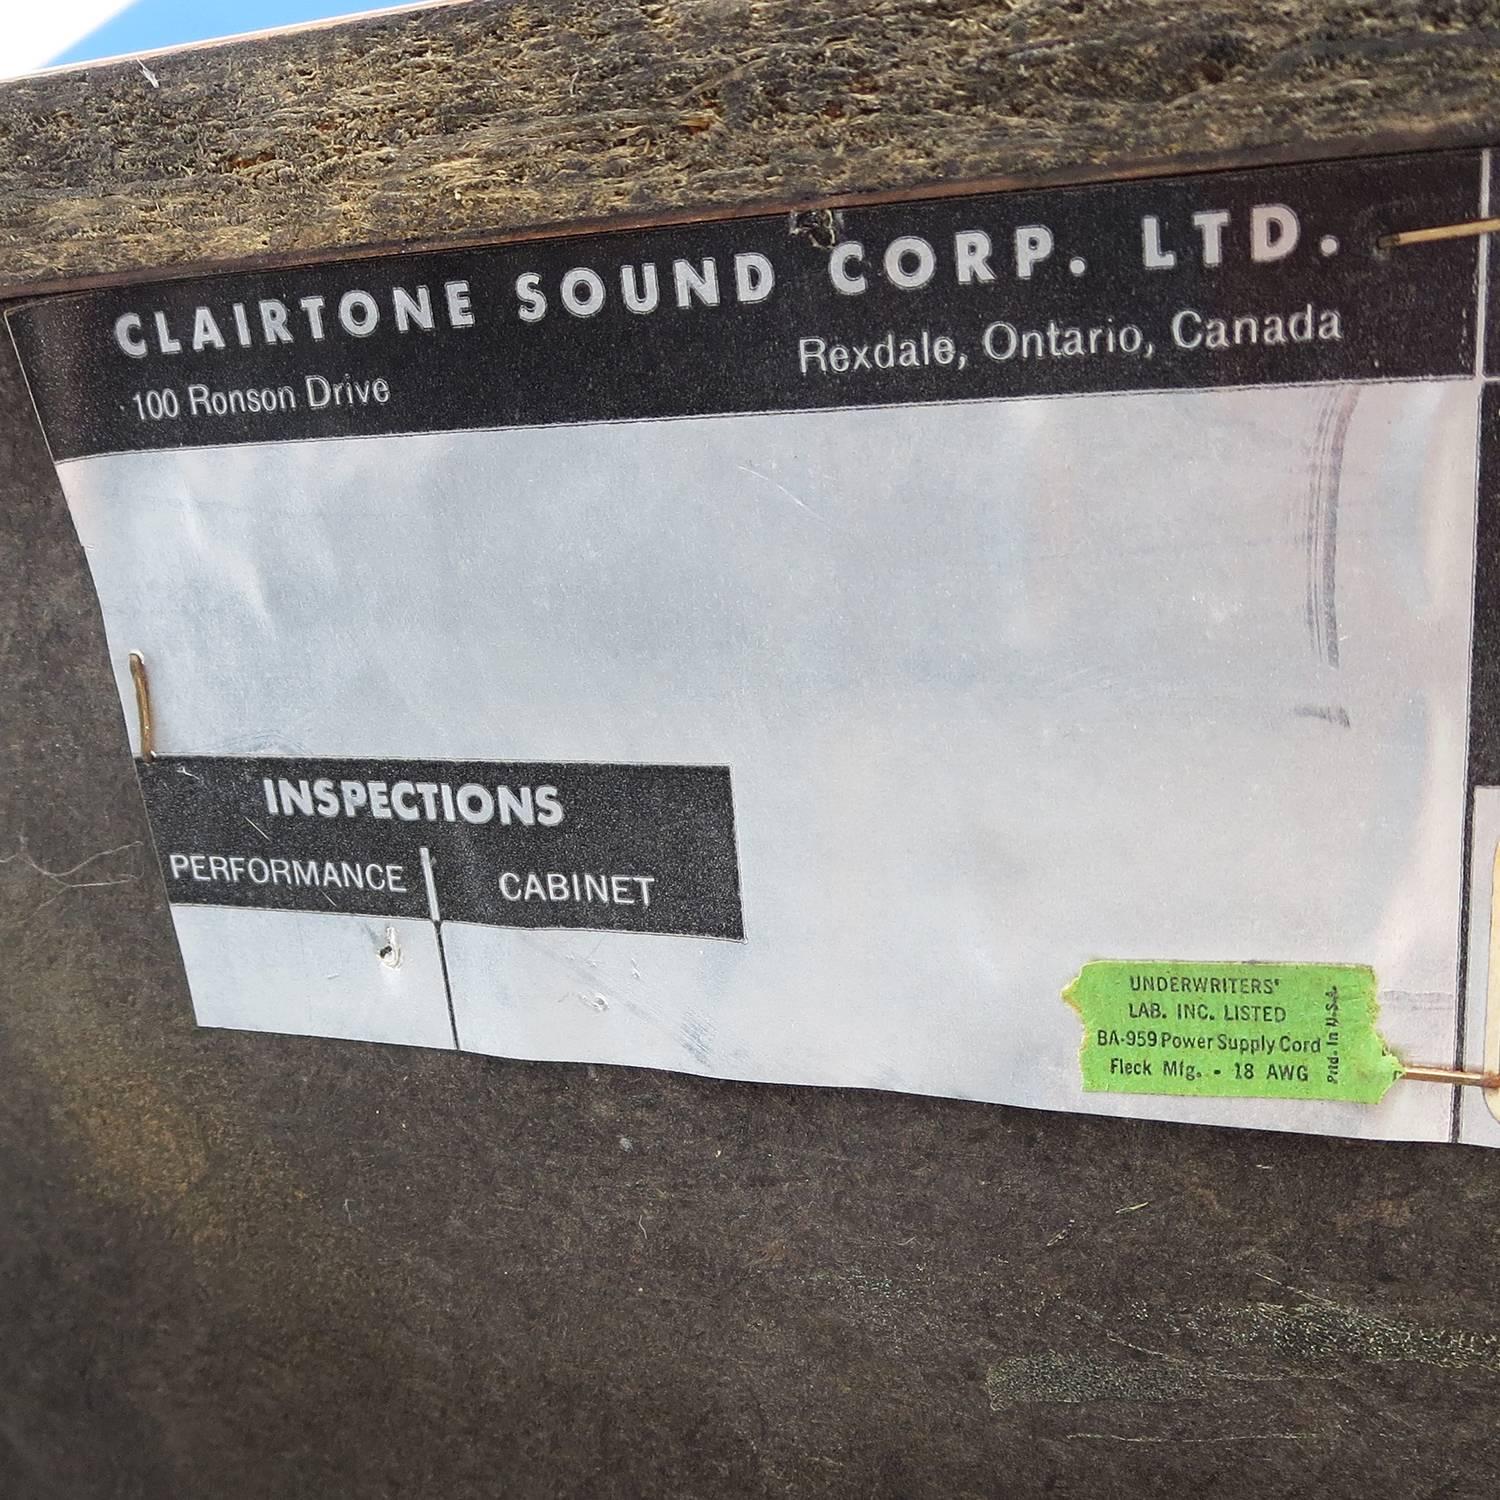 CLAIRTONE SOUND CORP. LTD.
100 Ronson Drive Rexdale, Ontario, Canada
INSPECTIONS
PERFORMANCE CABINET
UNDERWRITERS'
LAB. INC. LISTED
BA-959 Power Supply Cord
Fleck Mfg. - 18 AWG
Prtd. In U.S.A.